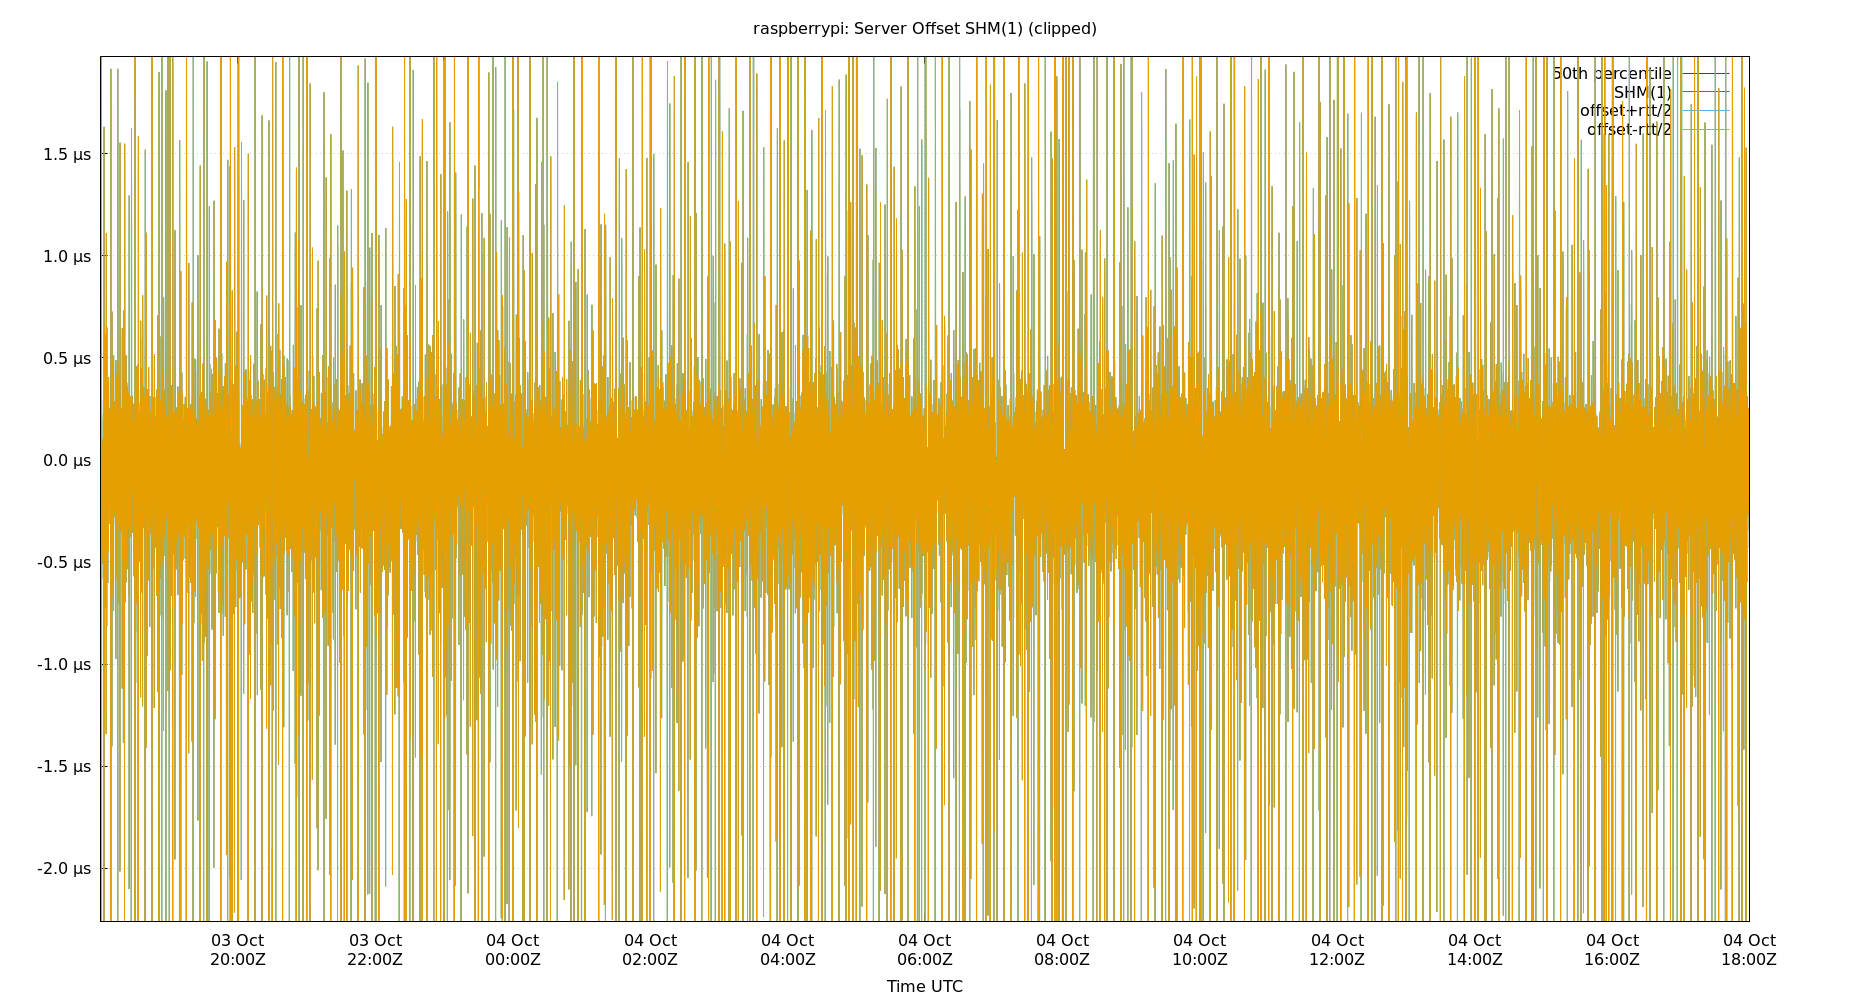 raspberrypi: Server Offset SHM(1) (clipped)
50th percentile
SHM(1)
offset+rtt/2
offset-rtt/2
1.5 µs
1.0 µs
0.5 µs
0.0 µs
-0.5 µs
-1.0 µs
-1.5 µs
-2.0 µs
03 Oct 03 Oct 04 Oct 04 Oct 04 Oct 04 Oct 04 Oct 04 Oct 04 Oct 04 Oct 04 Oct 04 Oct
20:00Z 22:00Z 00:00Z 02:00Z 04:00Z 06:00Z 08:00Z 10:00Z 12:00Z 14:00Z 16:00Z 18:00Z
Time UTC